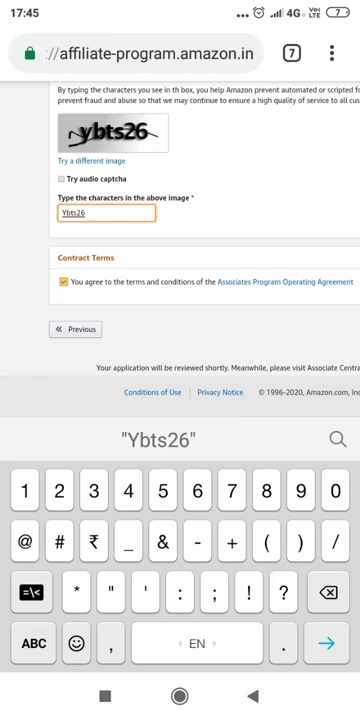 17:45
... 4G Vo) LTE 7
://affiliate-program.amazon.in 7
By typing the characters you see in th box, you help Amazon prevent automated or scripted fo
prevent fraud and abuse so that we may continue to ensure a high quality of service to all cus
ybts26
Try a different image
Try audio captcha
Type the characters in the above image *
Ybts26
Contract Terms
You agree to the terms and conditions of the Associates Program Operating Agreement
« Previous
Your application will be reviewed shortly. Meanwhile, please visit Associate Centra
Conditions of Use Privacy Notice © 1996-2020, Amazon.com, Inc
"Ybts26"
1 2 3 4 5 6 7 8 9 0
@ # ₹ _ & - + ( ) /
=\< * " ' : ; ! ?
ABC , EN .